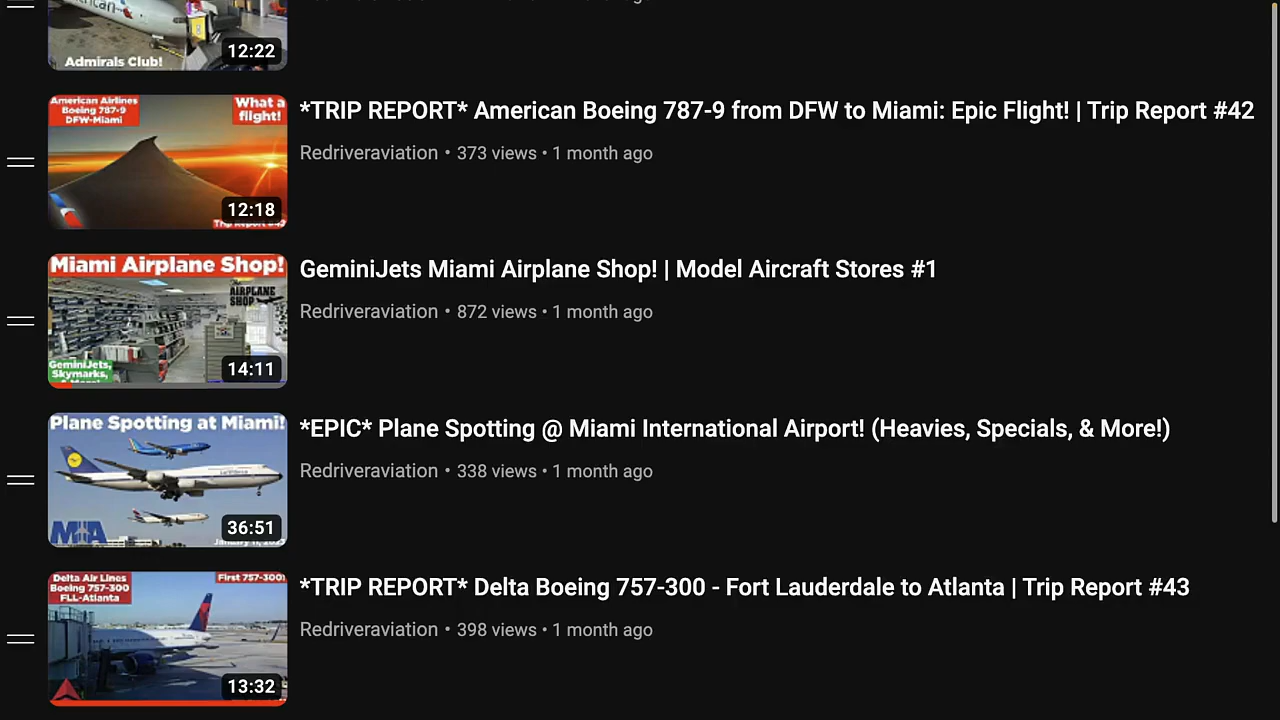 Admirals Club!
12:22
American Airlines
Boeing 787-9
DFW-Miami
What a
flight!
12:18
*TRIP REPORT* American Boeing 787-9 from DFW to Miami: Epic Flight! | Trip Report #42
Redriveraviation • 373 views • 1 month ago
Miami Airplane Shop!
AIRPLANE
SHOP
GeminiJets,
Skymarks,
& More!
14:11
GeminiJets Miami Airplane Shop! | Model Aircraft Stores #1
Redriveraviation • 872 views • 1 month ago
Plane Spotting at Miami!
MIA
36:51
*EPIC* Plane Spotting @ Miami International Airport! (Heavies, Specials, & More!)
Redriveraviation • 338 views • 1 month ago
Delta Air Lines
Boeing 757-300
FLL-Atlanta
First 757-300!
13:32
*TRIP REPORT* Delta Boeing 757-300 - Fort Lauderdale to Atlanta | Trip Report #43
Redriveraviation • 398 views • 1 month ago